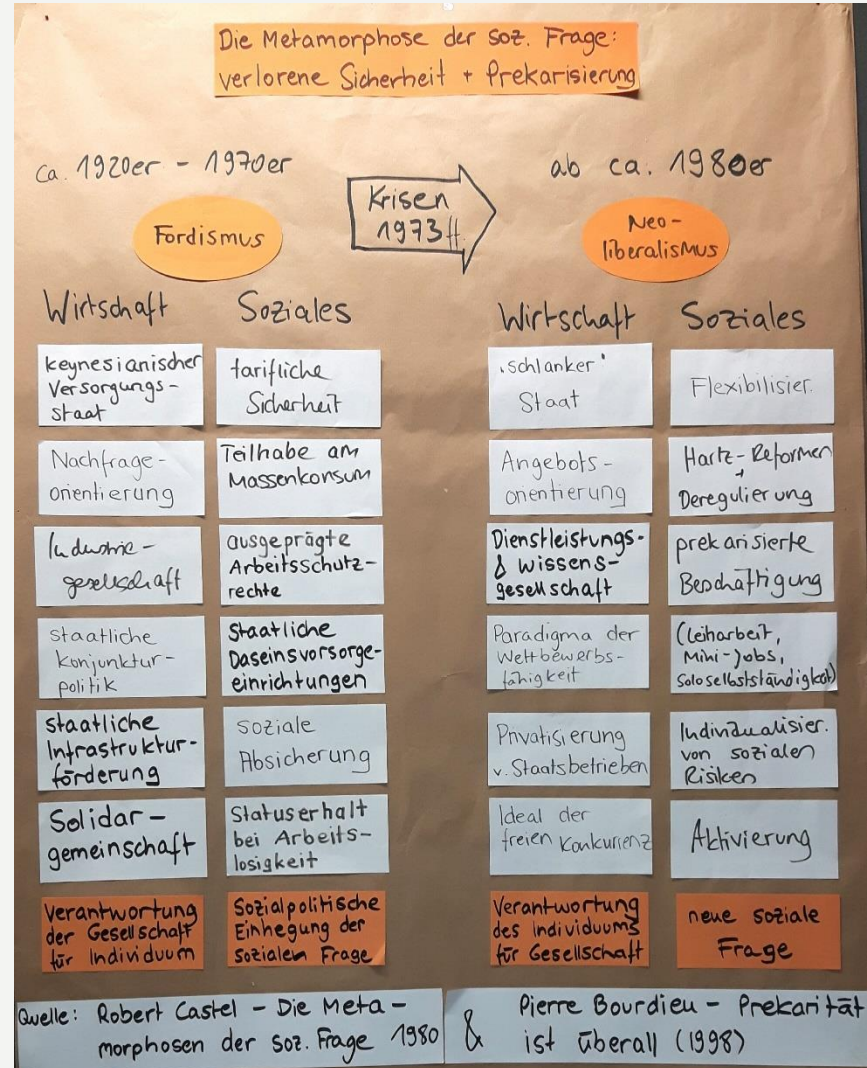 Die Metamorphose der soz. Frage:
verlorene Sicherheit + Prekarisierung
ca. 1920er - 1970er
Krisen
1973 ff.
ab ca. 1980er
Fordismus
Neo-
liberalismus
Wirtschaft
Soziales
keynesianischer
Versorgungs-
staat
Nachfrage-
orientierung
Industrie-
gesellschaft
staatliche
konjunktur-
politik
staatliche
Infrastruktur-
förderung
Solidar-
gemeinschaft
Verantwortung
der Gesellschaft
für Individuum
tarifliche
Sicherheit
Teilhabe am
Massenkonsum
ausgeprägte
Arbeitsschutz-
rechte
Staatliche
Daseinsvorsorge-
einrichtungen
soziale
Absicherung
Statuserhalt
bei Arbeits-
losigkeit
Sozialpolitische
Einhegung der
sozialen Frage
Wirtschaft
Soziales
'schlanker'
Staat
Angebots-
orientierung
Dienstleistungs-
& wissens-
gesellschaft
Paradigma der
Wettbewerbs-
fähigkeit
Privatisierung
v. Staatsbetrieben
Ideal der
freien Konkurrenz
Verantwortung
des Individuums
für Gesellschaft
Flexibilisier.
Hartz-Reformen
+
Deregulierung
prekarisierte
Beschäftigung
(Leiharbeit,
Mini-Jobs,
Soloselbstständigkeit)
Individualisier.
von sozialen
Risiken
Aktivierung
neue soziale
Frage
Quelle: Robert Castel - Die Meta-
morphosen der soz. Frage 1980
&
Pierre Bourdieu - Prekarität
ist überall (1998)